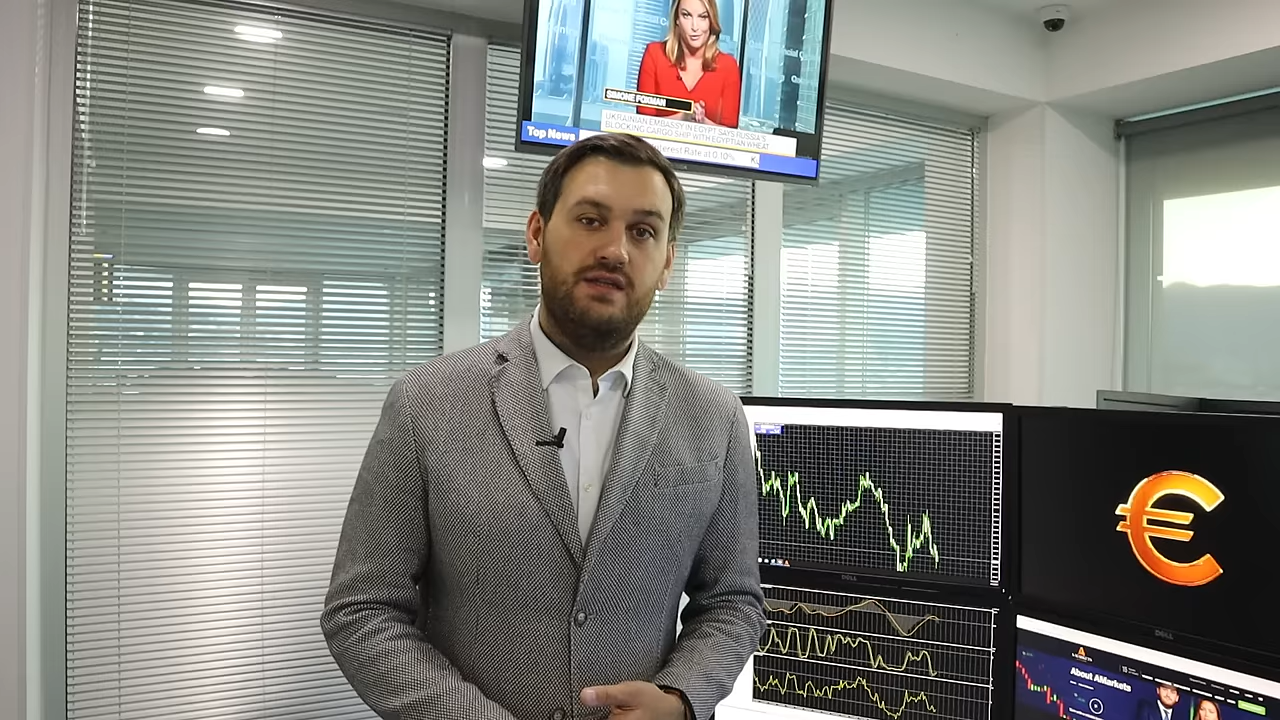 SIMONE FOXMAN
UKRAINIAN EMBASSY IN EGYPT SAYS RUSSIA'S
BLOCKING CARGO SHIP WITH EGYPTIAN WHEAT
Top News
terest Rate at 0.10%
DELL
€
DELL
About AMarkets